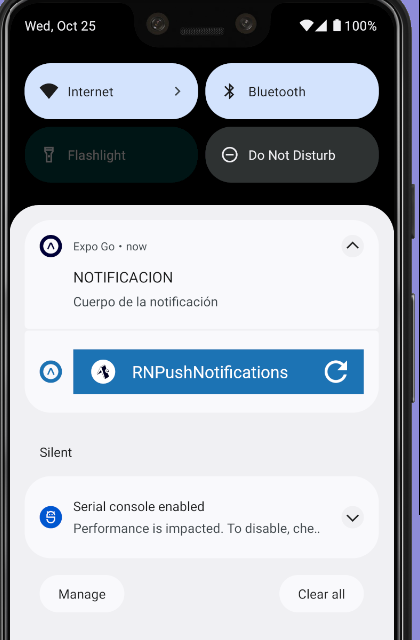 Wed, Oct 25
100%
Internet
Bluetooth
Flashlight
Do Not Disturb
Expo Go • now
NOTIFICACION
Cuerpo de la notificación
RNPushNotifications
Silent
Serial console enabled
Performance is impacted. To disable, che..
Manage
Clear all